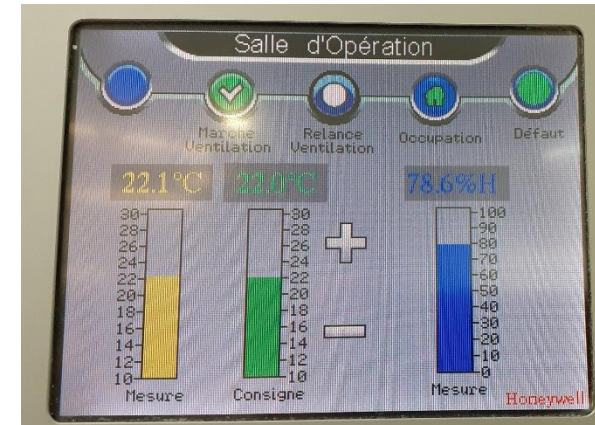 Salle d'Opération
Marche Ventilation
Relance Ventilation
Occupation
Défaut
22.1°C
22.0°C
78.6%H
30
28
26
24
22
20
18
16
14
12
10
Mesure
30
28
26
24
22
20
18
16
14
12
10
Consigne
100
90
80
70
60
50
40
30
20
10
0
Mesure
Honeywell